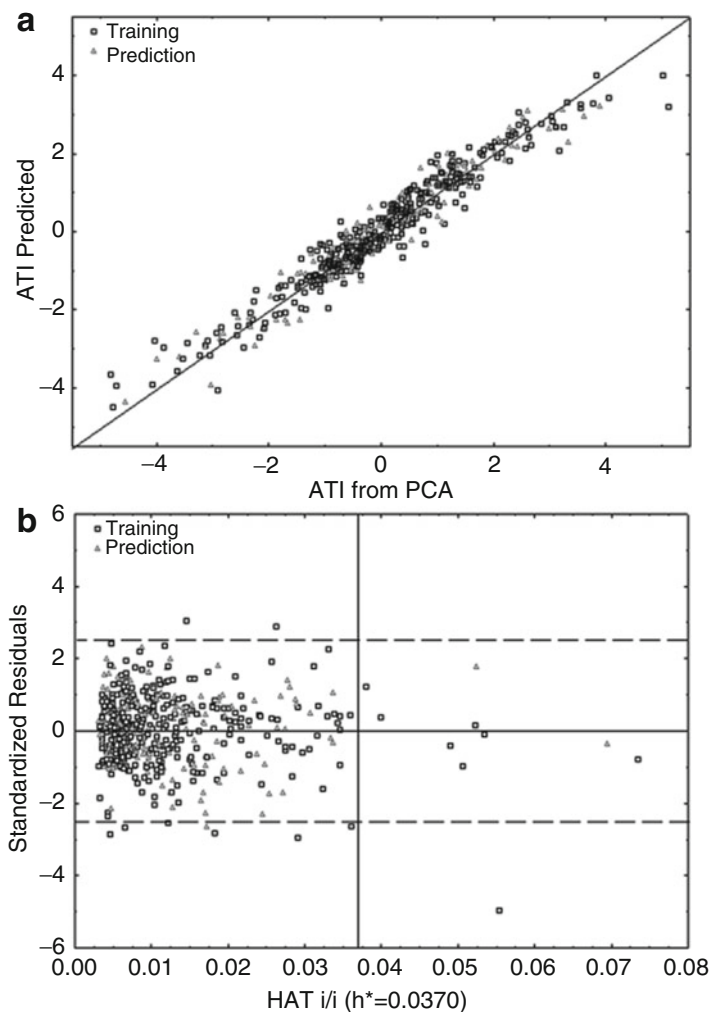 a
Training
Prediction
4
2
0
−2
−4
ATI Predicted
−4
−2
0
2
4
ATI from PCA
b
Training
Prediction
6
4
2
0
−2
−4
−6
Standardized Residuals
0.00
0.01
0.02
0.03
0.04
0.05
0.06
0.07
0.08
HAT i/i (h*=0.0370)